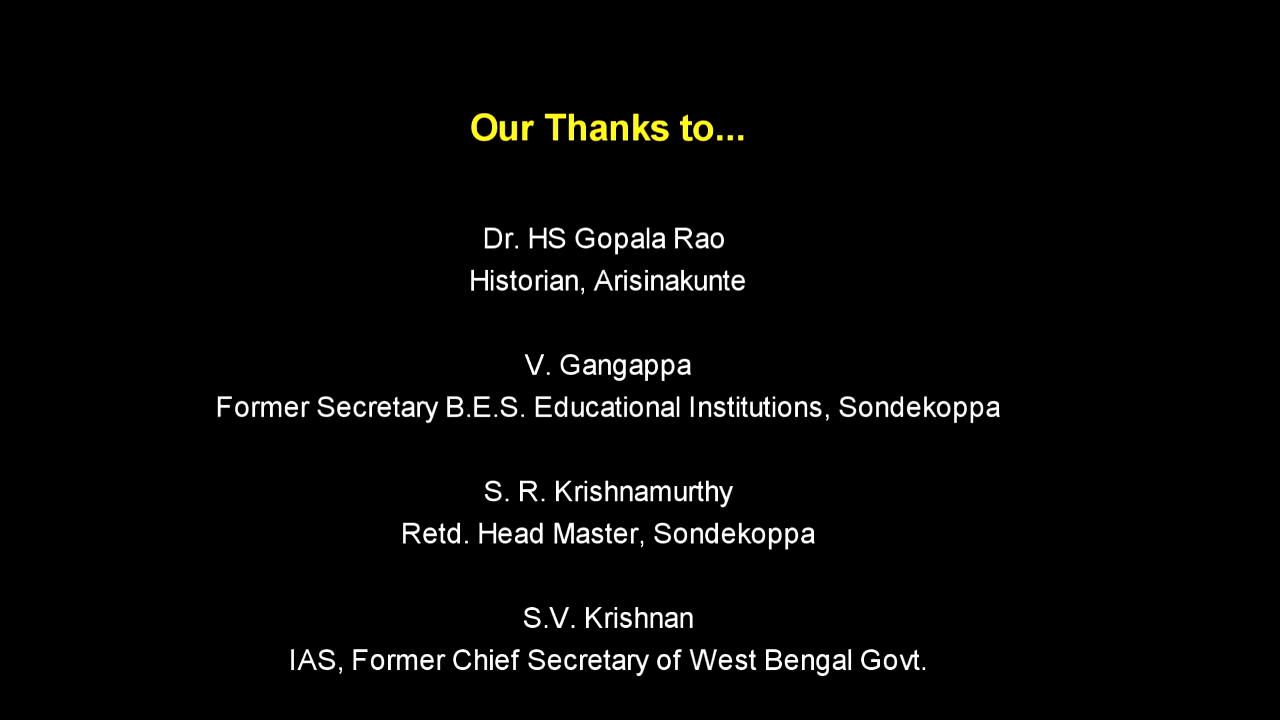 Our Thanks to...
Dr. HS Gopala Rao
Historian, Arisinakunte
V. Gangappa
Former Secretary B.E.S. Educational Institutions, Sondekoppa
S. R. Krishnamurthy
Retd. Head Master, Sondekoppa
S.V. Krishnan
IAS, Former Chief Secretary of West Bengal Govt.